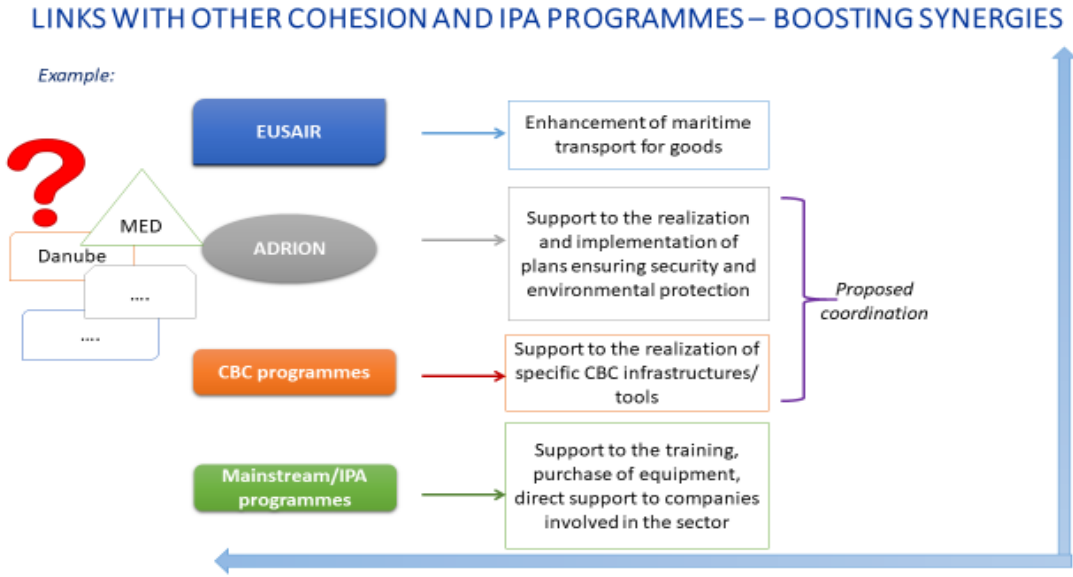 LINKS WITH OTHER COHESION AND IPA PROGRAMMES – BOOSTING SYNERGIES
Example:
EUSAIR
Enhancement of maritime
transport for goods
?
MED
Danube
....
....
ADRION
Support to the realization
and implementation of
plans ensuring security and
environmental protection
Proposed
coordination
CBC programmes
Support to the realization of
specific CBC infrastructures/
tools
Mainstream/IPA
programmes
Support to the training,
purchase of equipment,
direct support to companies
involved in the sector